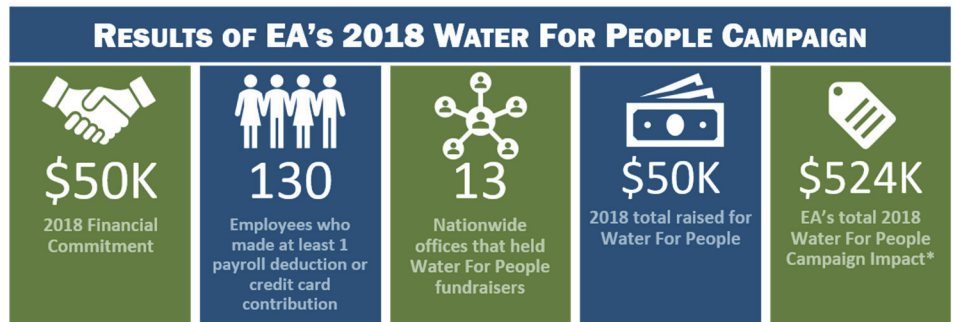 RESULTS OF EA'S 2018 WATER FOR PEOPLE CAMPAIGN
$50K
2018 Financial
Commitment
130
Employees who
made at least 1
payroll deduction or
credit card
contribution
13
Nationwide
offices that held
Water For People
fundraisers
$50K
2018 total raised for
Water For People
$524K
EA's total 2018
Water For People
Campaign Impact*